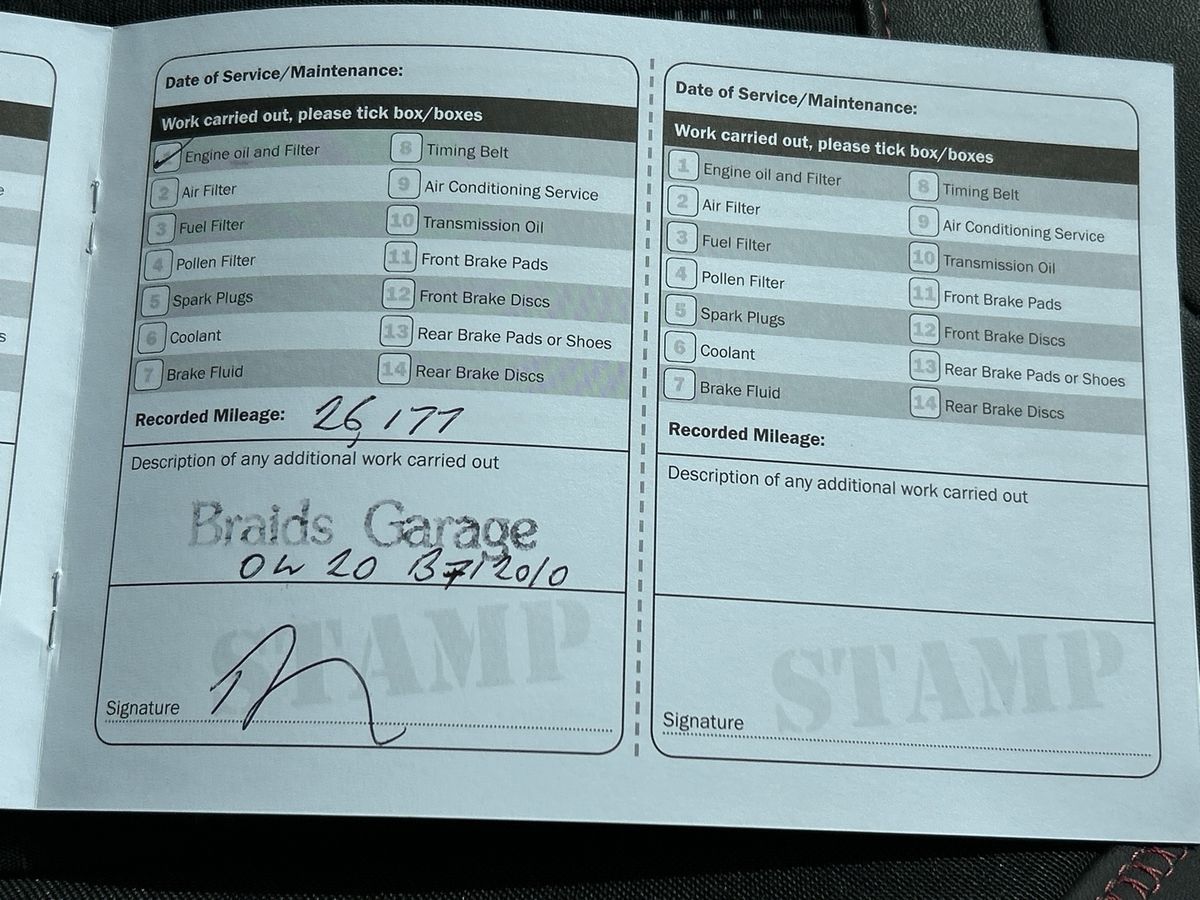 Date of Service/Maintenance:
Work carried out, please tick box/boxes
Engine oil and Filter
2 Air Filter
3 Fuel Filter
4 Pollen Filter
5 Spark Plugs
6 Coolant
7 Brake Fluid
8 Timing Belt
9 Air Conditioning Service
10 Transmission Oil
11 Front Brake Pads
12 Front Brake Discs
13 Rear Brake Pads or Shoes
14 Rear Brake Discs
Recorded Mileage: 26,177
Description of any additional work carried out
Braids Garage
0W 20 B712010
STAMP
Signature
Date of Service/Maintenance:
Work carried out, please tick box/boxes
1 Engine oil and Filter
2 Air Filter
3 Fuel Filter
4 Pollen Filter
5 Spark Plugs
6 Coolant
7 Brake Fluid
8 Timing Belt
9 Air Conditioning Service
10 Transmission Oil
11 Front Brake Pads
12 Front Brake Discs
13 Rear Brake Pads or Shoes
14 Rear Brake Discs
Recorded Mileage:
Description of any additional work carried out
STAMP
Signature